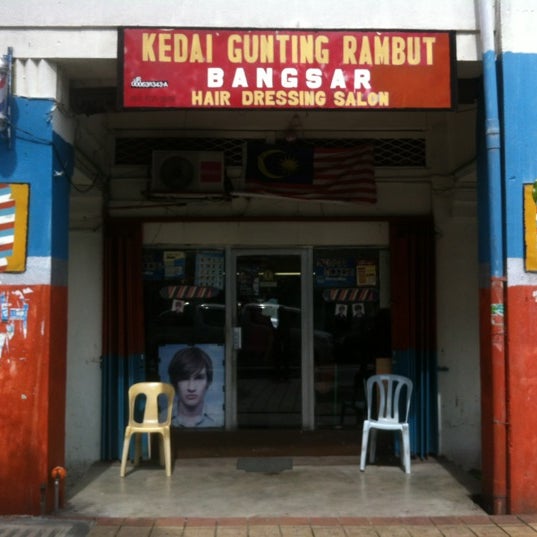 KEDAI GUNTING RAMBUT
BANGSAR
HAIR DRESSING SALON